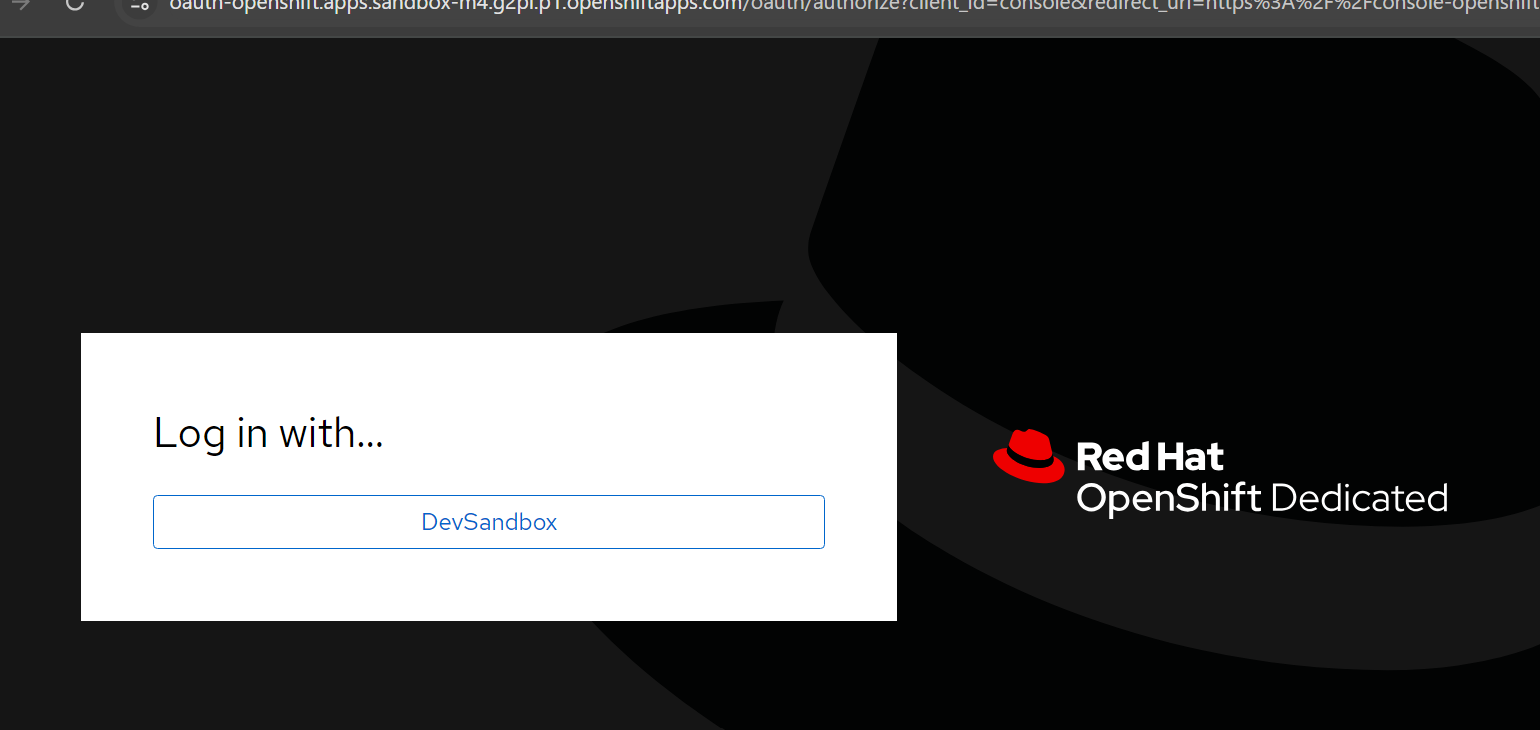 oauth-openshift.apps.sandbox-m4.g2pi.p1.openshiftapps.com/oauth/authorize?client_id=console&redirect_uri=https%3A%2F%2Fconsole-openshift
Log in with...
DevSandbox
Red Hat
OpenShift Dedicated